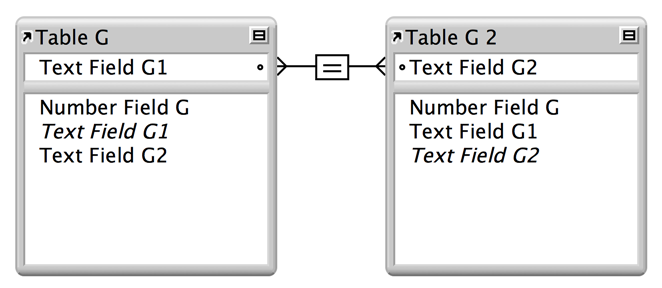 Table G
Text Field G1
Number Field G
Text Field G1
Text Field G2
=
Table G 2
Text Field G2
Number Field G
Text Field G1
Text Field G2